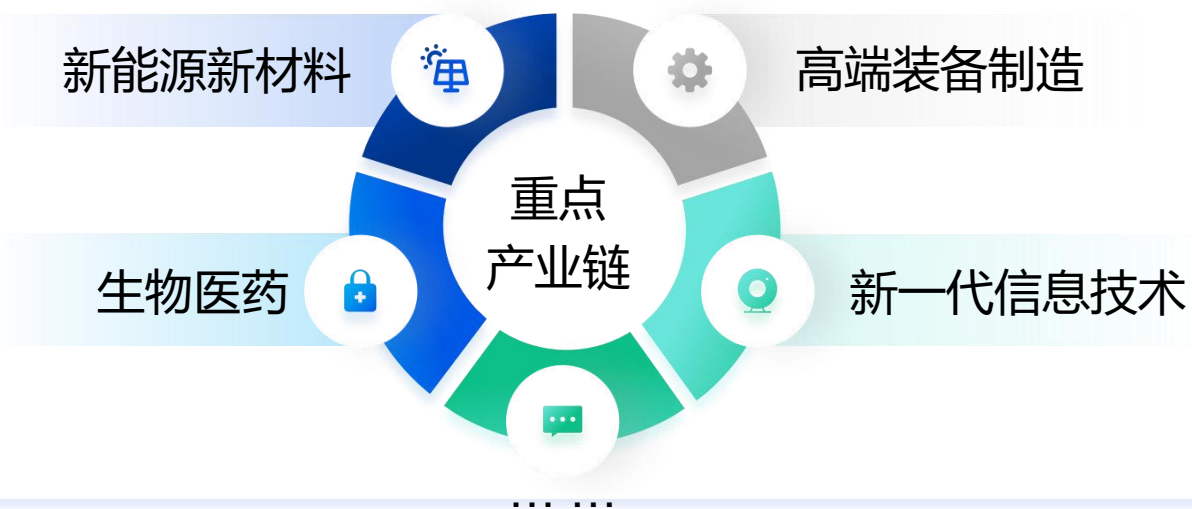 新能源新材料
高端装备制造
重点
产业链
生物医药
新一代信息技术
... ...